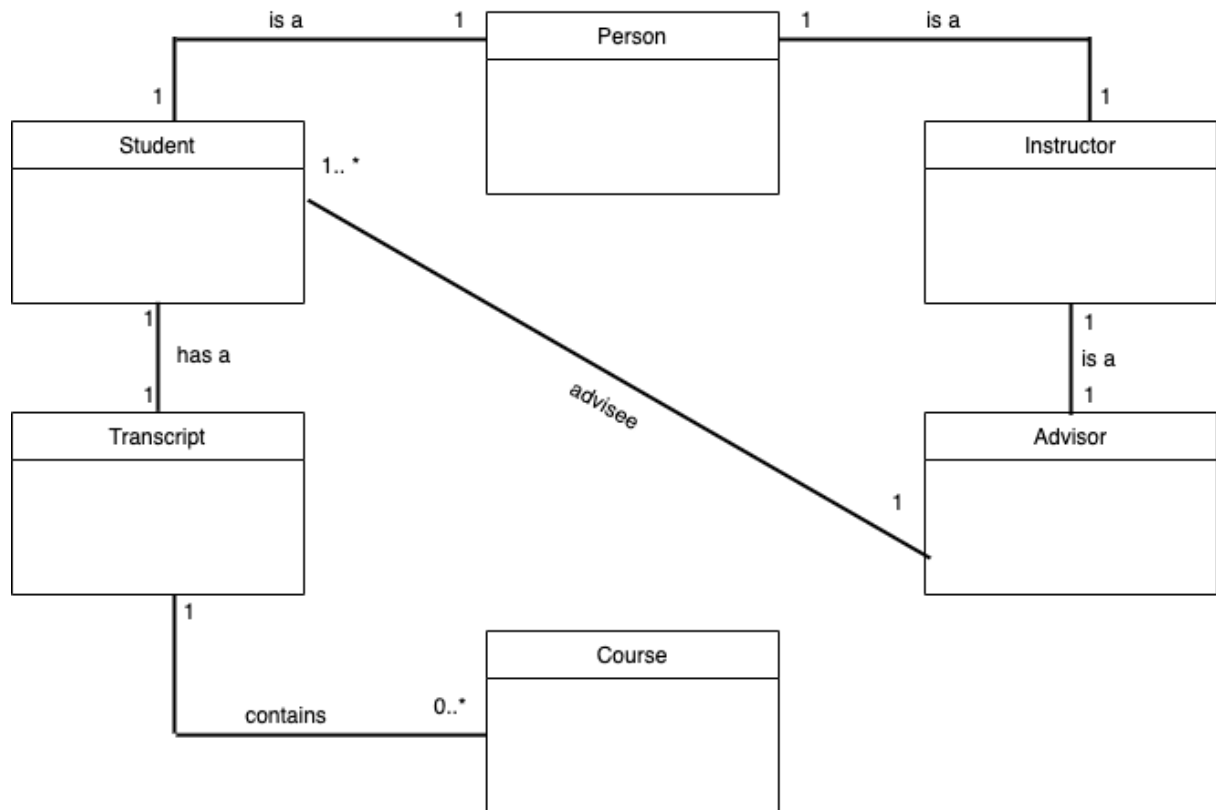 is a
1
Person
1
is a
1
1
Student
1.. *
Instructor
1
has a
1
1
is a
1
advisee
Transcript
Advisor
1
1
Course
contains
0..*